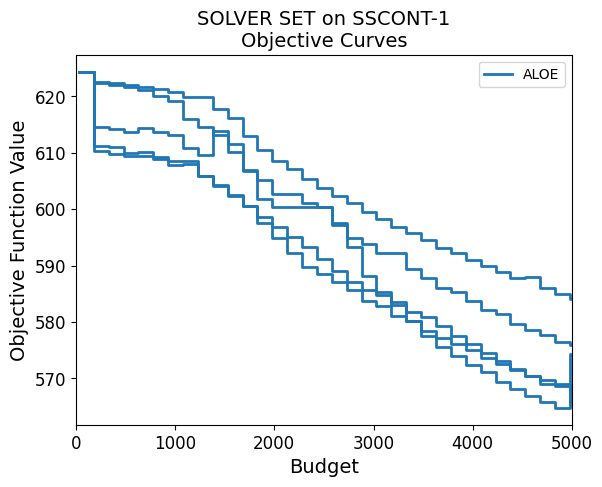 SOLVER SET on SSCONT-1
Objective Curves
ALOE
Objective Function Value
620
610
600
590
580
570
0 1000 2000 3000 4000 5000
Budget